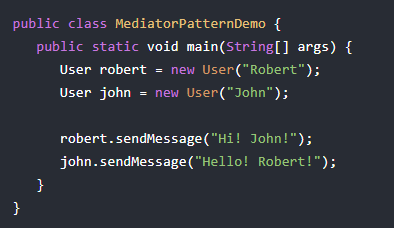 public class MediatorPatternDemo {
   public static void main(String[] args) {
      User robert = new User("Robert");
      User john = new User("John");

      robert.sendMessage("Hi! John!");
      john.sendMessage("Hello! Robert!");
   }
}